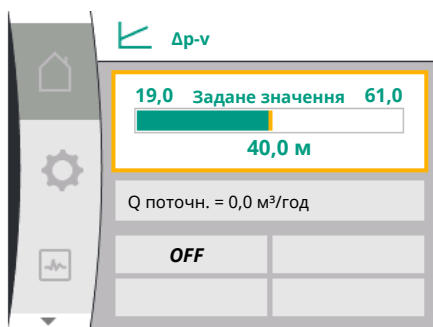 Δp-v
19,0 Задане значення 61,0
40,0 м
Q поточн. = 0,0 м³/год
OFF